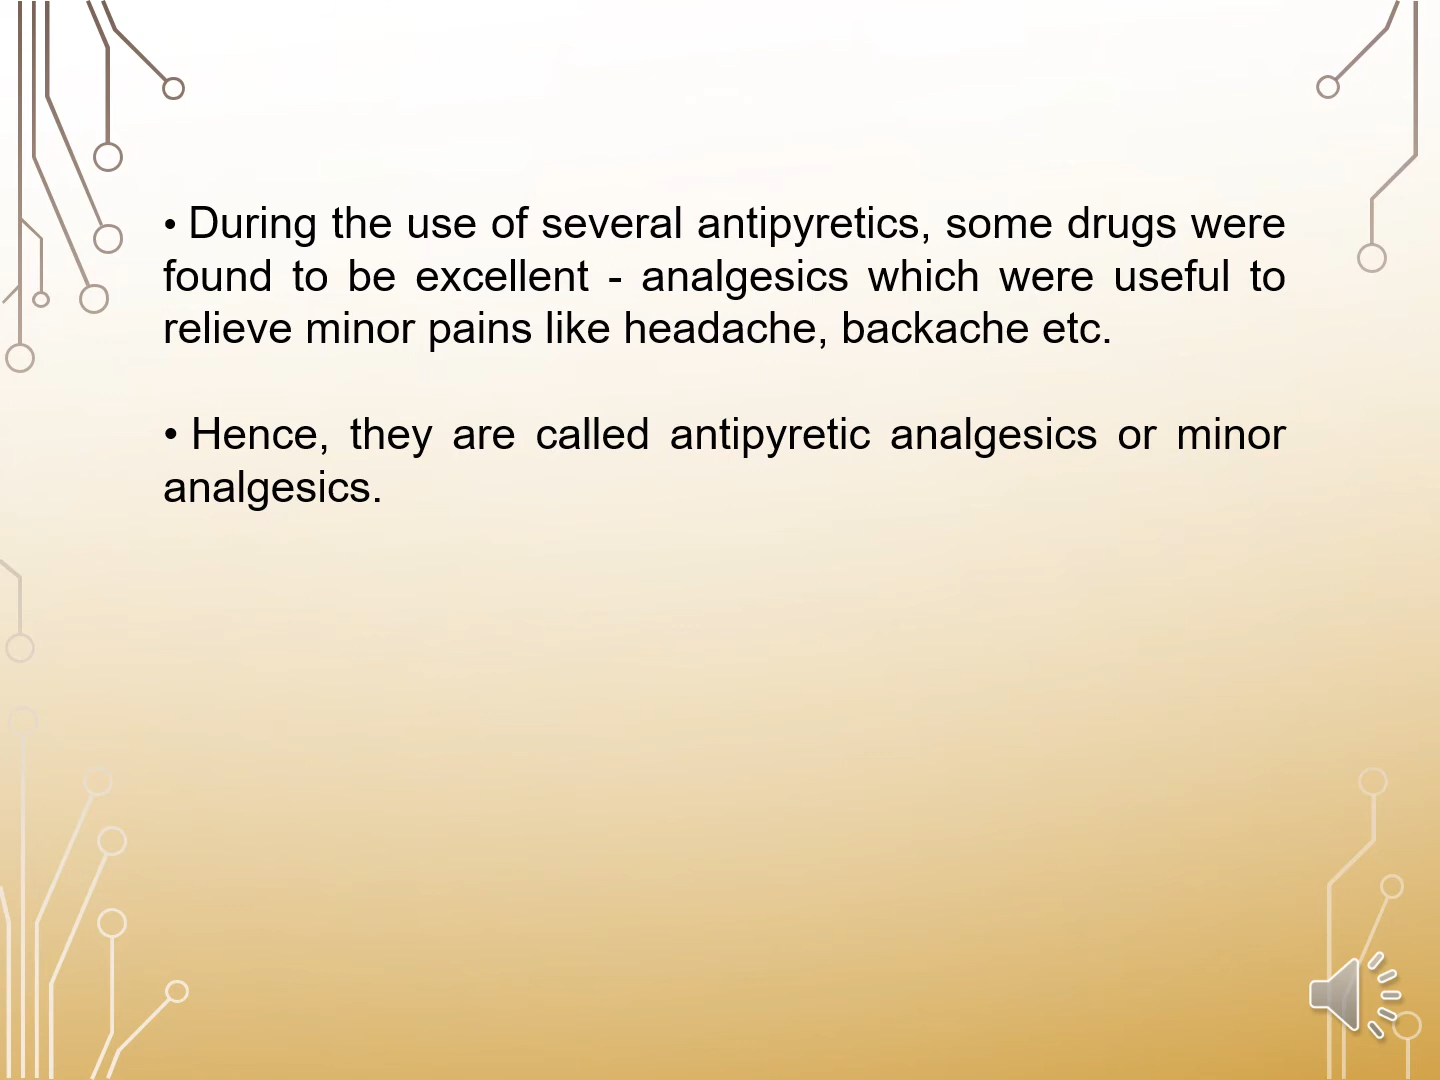 • During the use of several antipyretics, some drugs were
found to be excellent - analgesics which were useful to
relieve minor pains like headache, backache etc.
• Hence, they are called antipyretic analgesics or minor
analgesics.